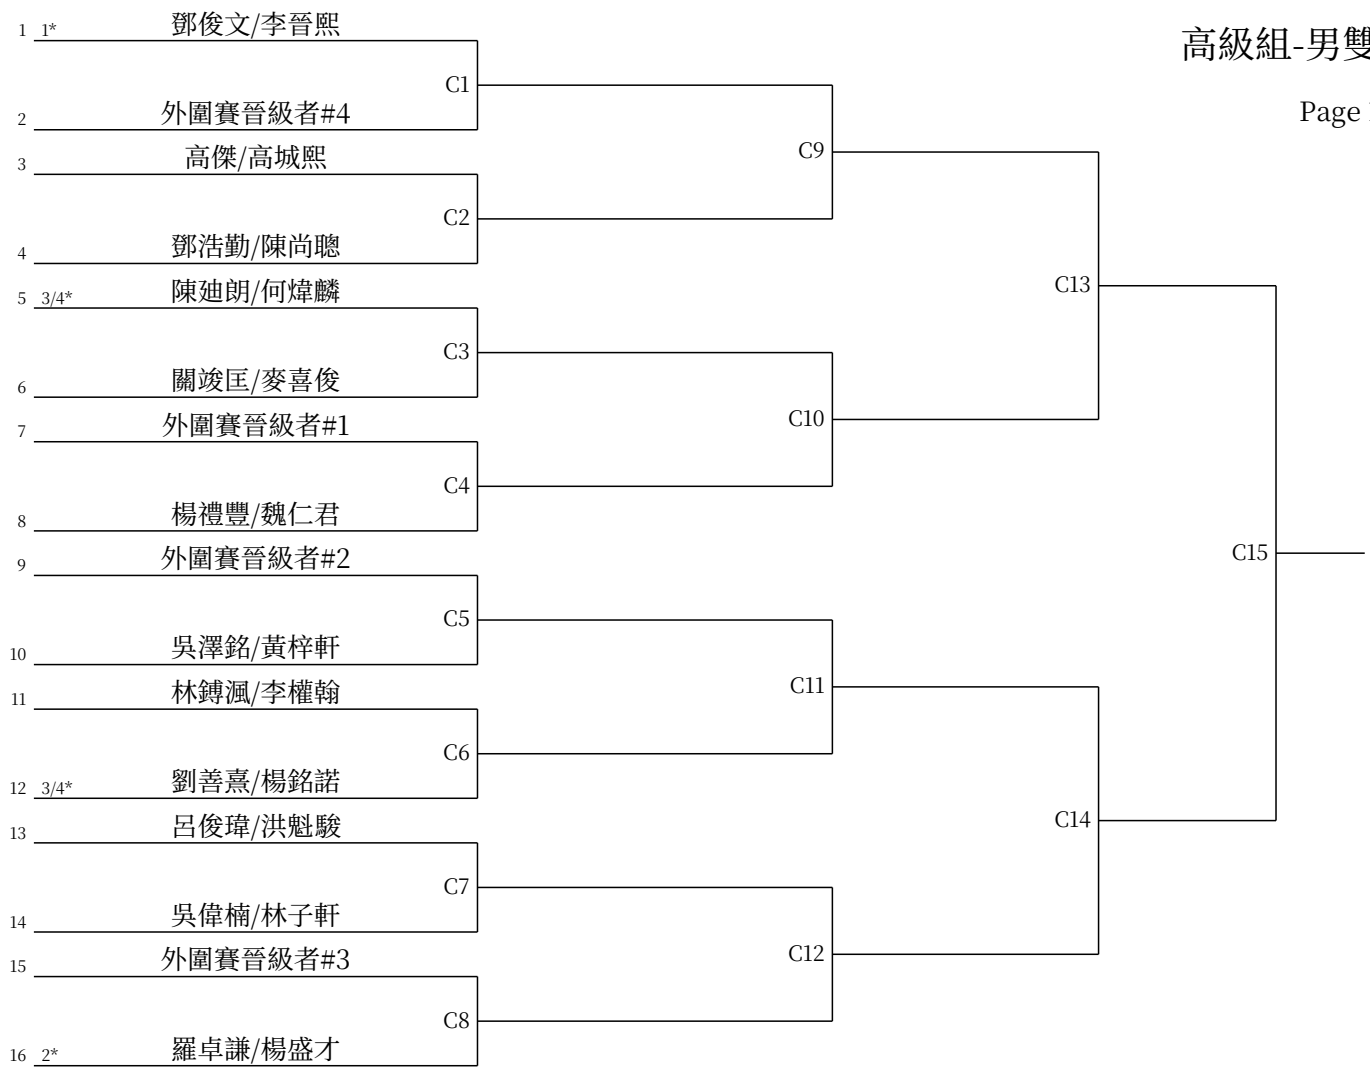 高級組-男雙
Page
1 1* 鄧俊文/李晉熙
C1
2 外圍賽晉級者#4
C9
3 高傑/高城熙
C2
4 鄧浩勤/陳尚聰
C13
5 3/4* 陳廸朗/何煒麟
C3
6 關竣匡/麥喜俊
C10
7 外圍賽晉級者#1
C4
8 楊禮豐/魏仁君
C15
9 外圍賽晉級者#2
C5
10 吳澤銘/黃梓軒
C11
11 林鎛渢/李權翰
C6
12 3/4* 劉善熹/楊銘諾
C14
13 呂俊瑋/洪魁駿
C7
14 吳偉楠/林子軒
C12
15 外圍賽晉級者#3
C8
16 2* 羅卓謙/楊盛才